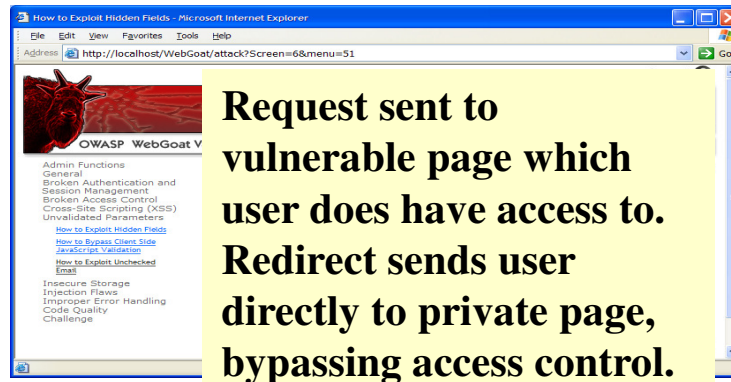 How to Exploit Hidden Fields - Microsoft Internet Explorer
File Edit View Favorites Tools Help
Address http://localhost/WebGoat/attack?Screen=6&menu=51 Go
OWASP WebGoat V
Admin Functions
General
Broken Authentication and
Session Management
Broken Access Control
Cross-Site Scripting (XSS)
Unvalidated Parameters
How to Exploit Hidden Fields
How to Bypass Client Side
JavaScript Validation
How to Exploit Unchecked
Email
Insecure Storage
Injection Flaws
Improper Error Handling
Code Quality
Challenge
Request sent to
vulnerable page which
user does have access to.
Redirect sends user
directly to private page,
bypassing access control.